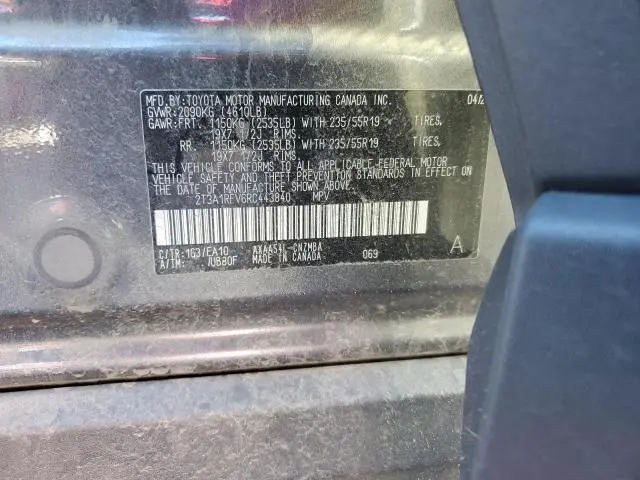 MFD.BY:TOYOTA MOTOR MANUFACTURING CANADA INC. 04/2
GVWR:2090KG (4610LB)
GAWR:FRT. 1150KG (2535LB) WITH 235/55R19 TIRES,
19X7 1/2J RIMS
RR. 1150KG (2535LB) WITH 235/55R19 TIRES,
19X7 1/2J RIMS
THIS VEHICLE CONFORMS TO ALL APPLICABLE FEDERAL MOTOR
VEHICLE SAFETY AND THEFT PREVENTION STANDARDS IN EFFECT ON
THE DATE OF MANUFACTURE SHOWN ABOVE.
2T3A1RFV6RC443840 MPV
C/TR:1G3/EA10 AXAA54L-CNZMBA A
A/TM: /UB80F MADE IN CANADA 069